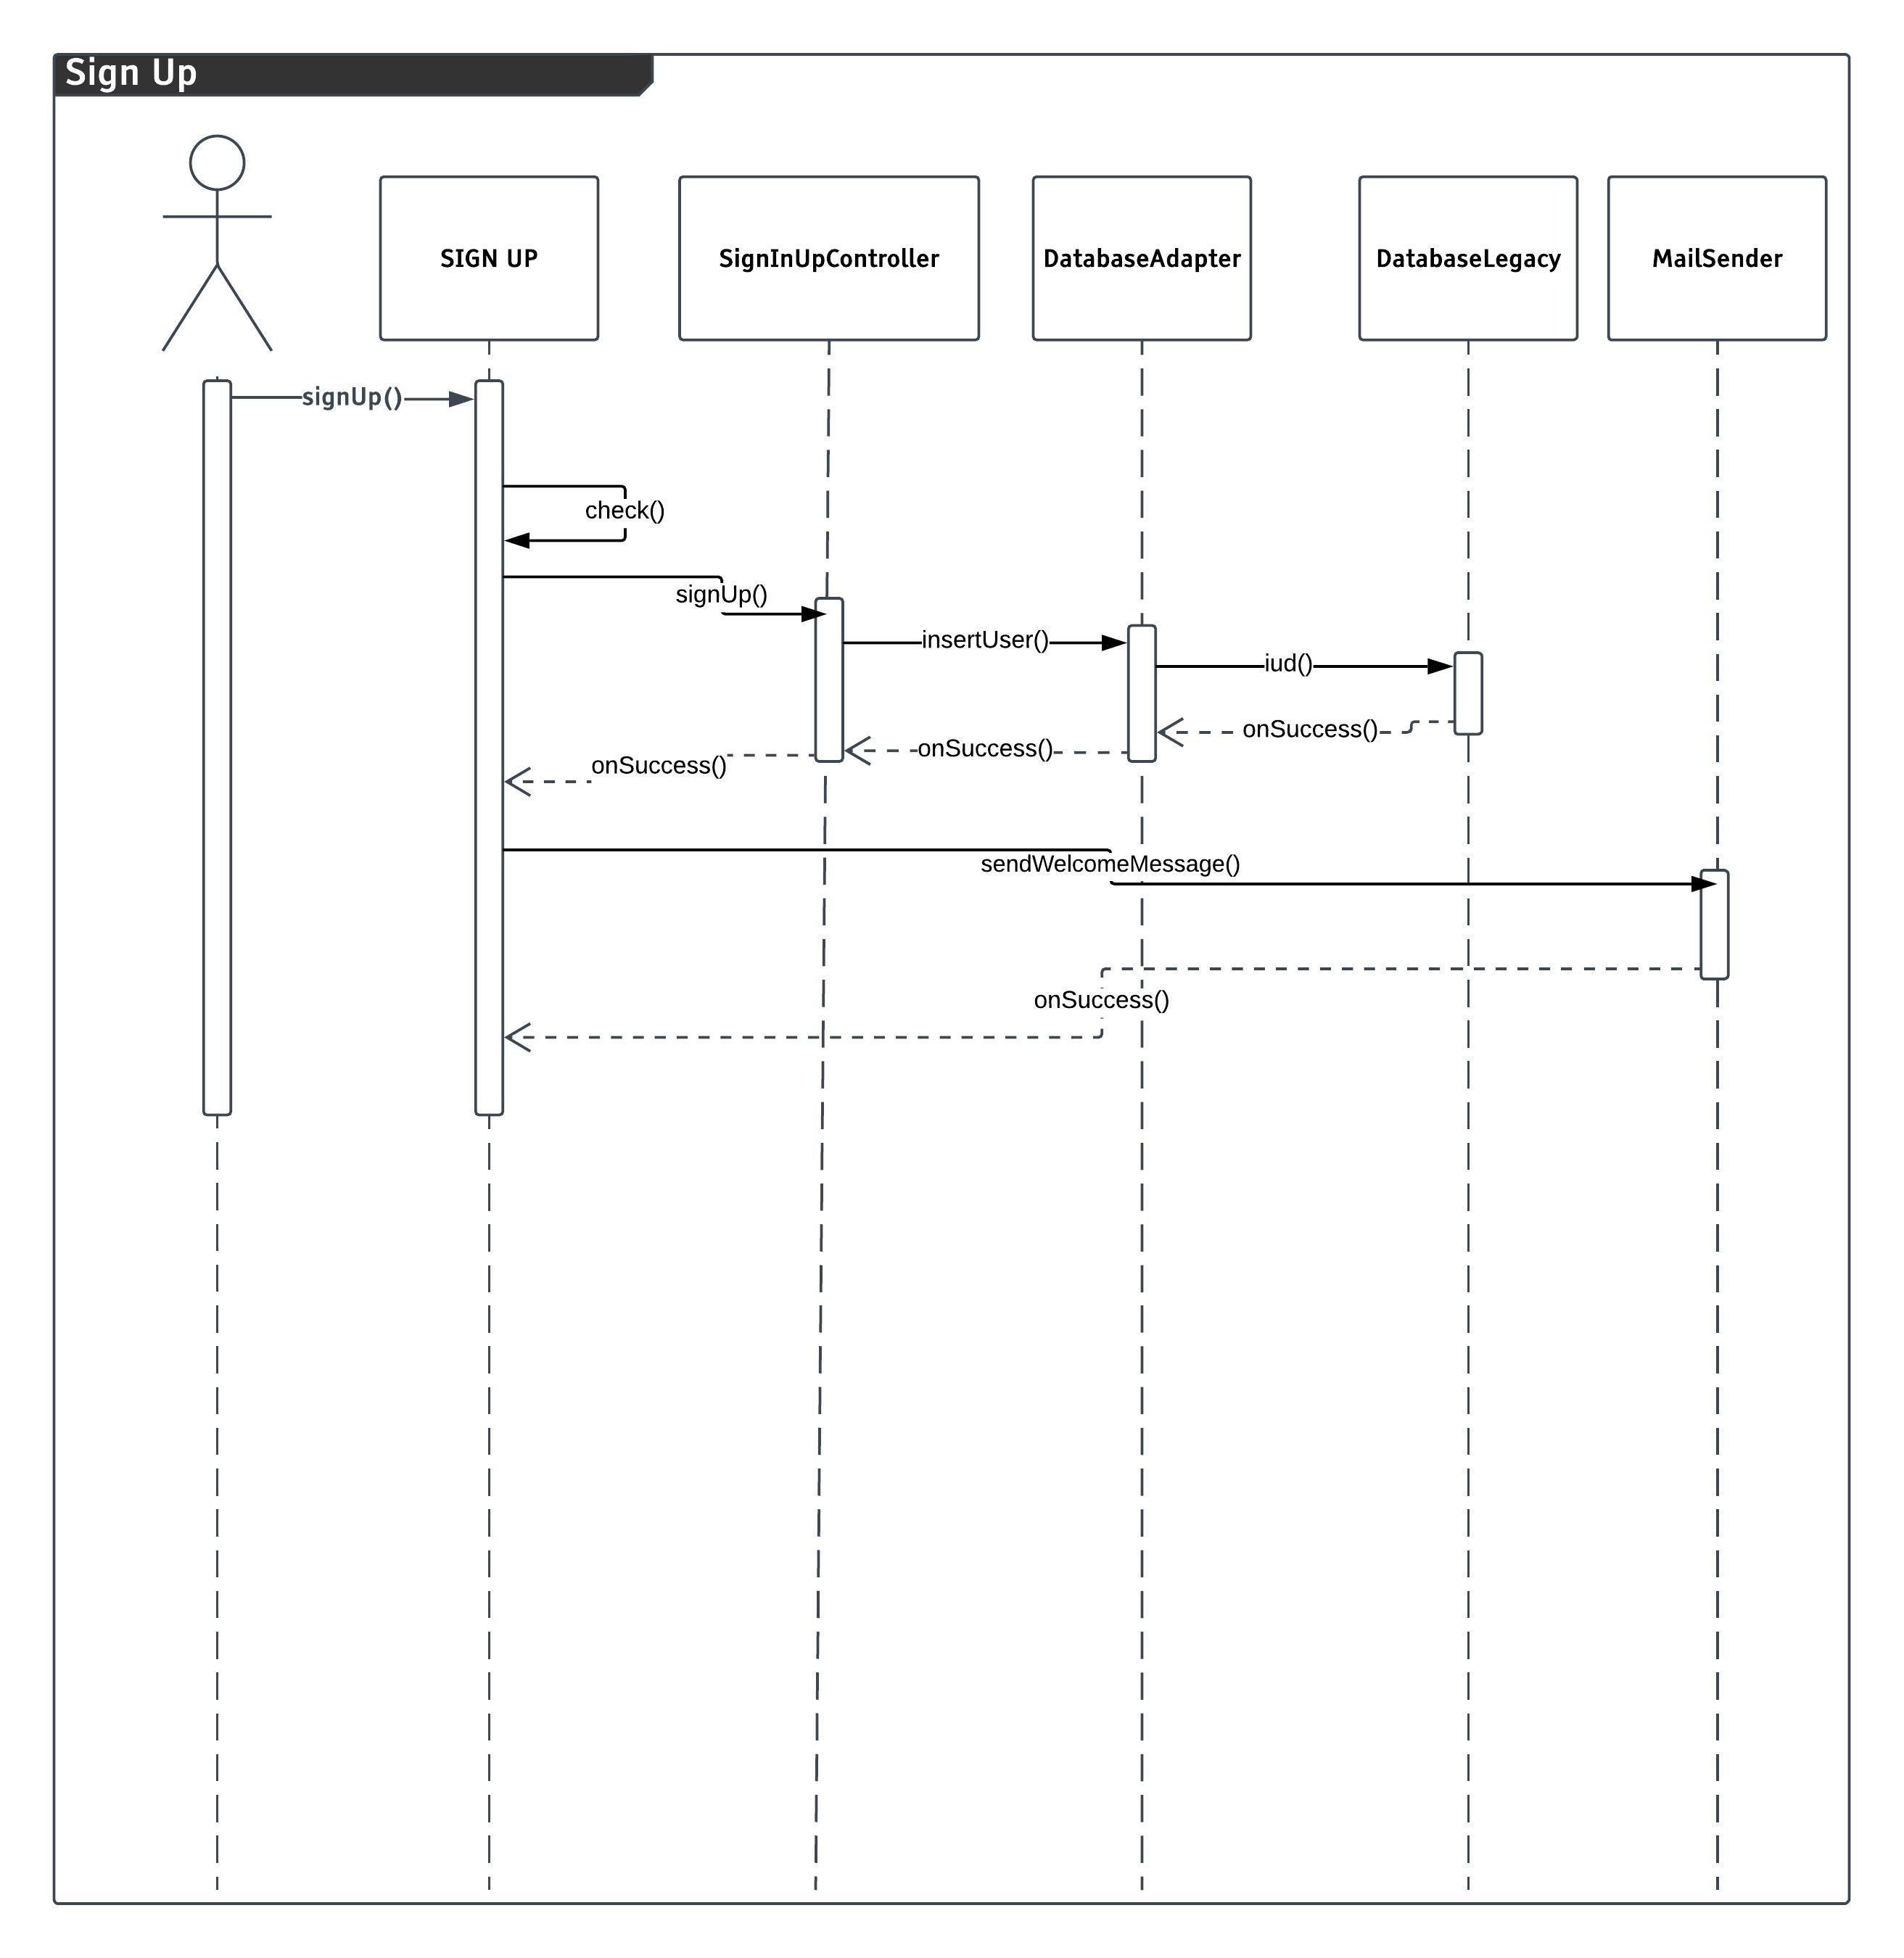 Sign Up
SIGN UP
SignInUpController
DatabaseAdapter
DatabaseLegacy
MailSender
signUp()
check()
signUp()
insertUser()
iud()
onSuccess()
onSuccess()
onSuccess()
sendWelcomeMessage()
onSuccess()